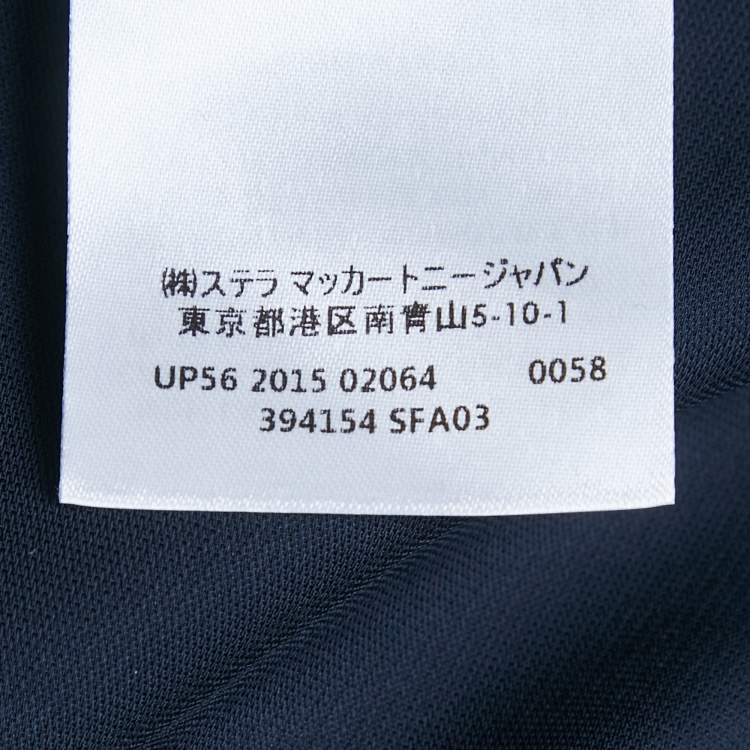 (株)ステラ マッカートニージャパン
東京都港区南青山5-10-1
UP56 2015 02064 0058
394154 SFA03